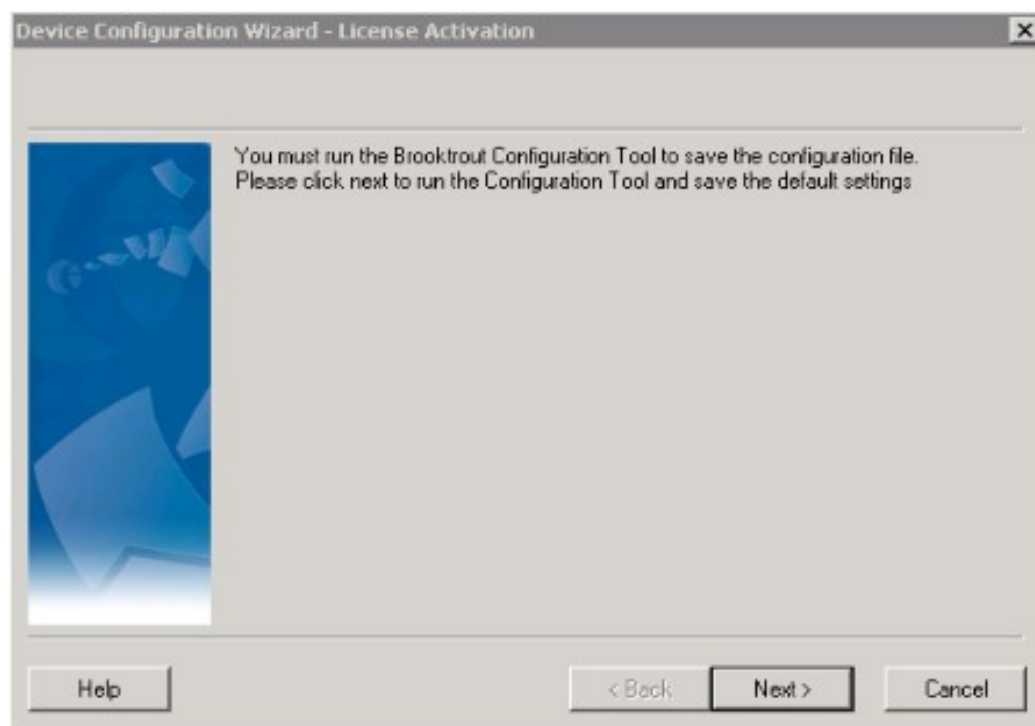 Device Configuration Wizard - License Activation
You must run the Brooktrout Configuration Tool to save the configuration file.
Please click next to run the Configuration Tool and save the default settings
Help
< Back
Next >
Cancel